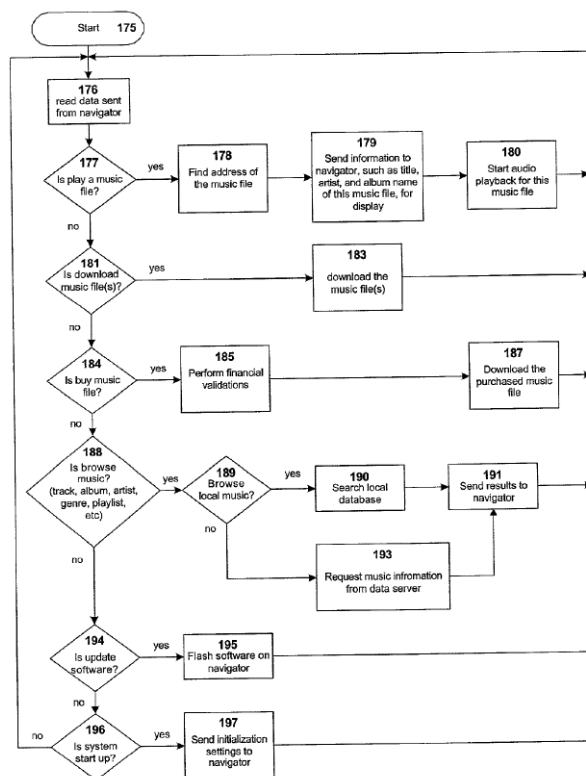 Start 175
176
read data sent
from navigator
177
Is play a music
file?
yes
no
178
Find address of
the music file
179
Send information to
navigator, such as title,
artist, and album name
of this music file, for
display
180
Start audio
playback for this
music file
181
Is download
music file(s)?
yes
no
183
download the
music file(s)
184
Is buy music
file?
yes
no
185
Perform financial
validations
187
Download the
purchased music
file
188
Is browse
music?
(track, album, artist,
genre, playlist,
etc)
yes
no
189
Browse
local music?
yes
no
190
Search local
database
191
Send results to
navigator
193
Request music infromation
from data server
194
Is update
software?
yes
no
195
Flash software on
navigator
196
Is system
start up?
no
yes
197
Send initialization
settings to
navigator